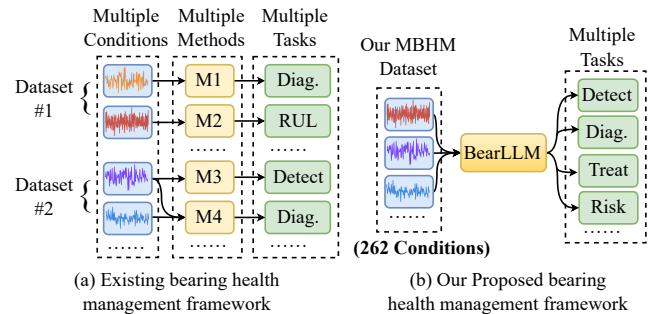 Multiple Conditions
Multiple Methods
Multiple Tasks
Dataset #1
M1
Diag.
M2
RUL
......
......
Dataset #2
M3
Detect
M4
Diag.
......
......
......
(a) Existing bearing health
management framework
Our MBHM
Dataset
......
(262 Conditions)
BearLLM
Multiple
Tasks
Detect
Diag.
Treat
Risk
......
(b) Our Proposed bearing
health management framework